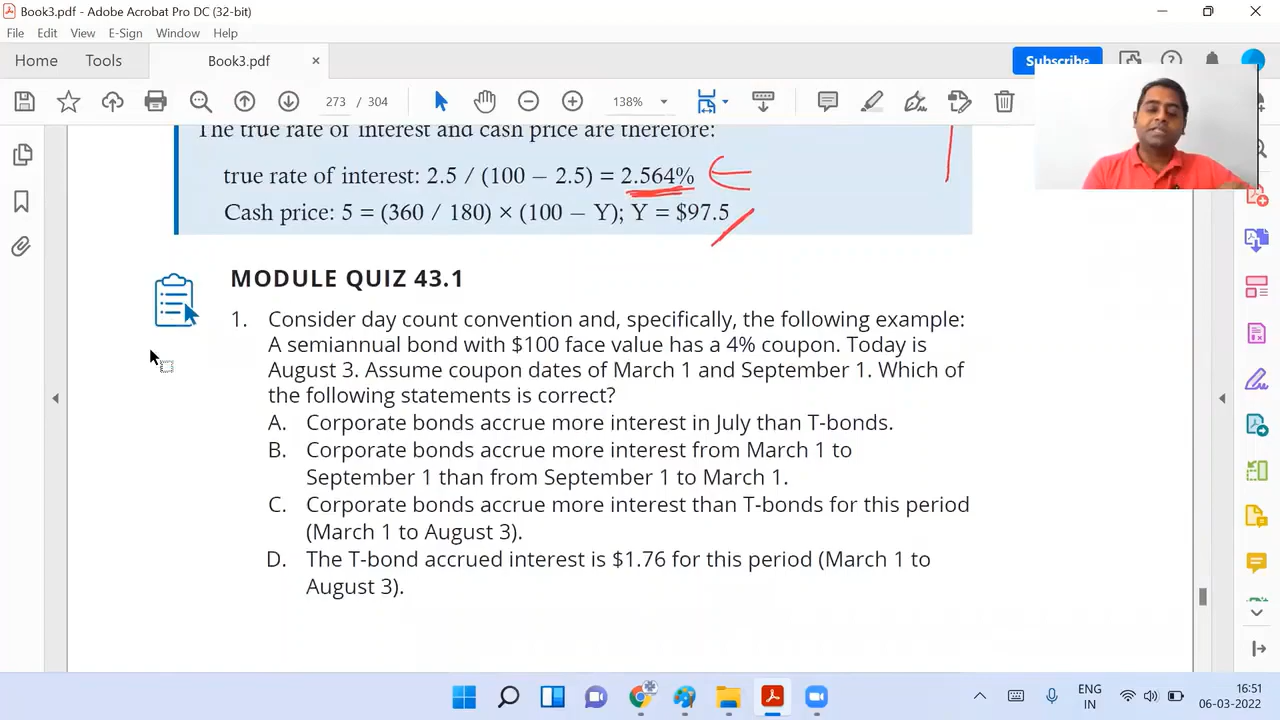 Book3.pdf - Adobe Acrobat Pro DC (32-bit)
File Edit View E-Sign Window Help
Home Tools Book3.pdf × Subscribe
273 / 304 138%
The true rate of interest and cash price are therefore:
true rate of interest: 2.5 / (100 − 2.5) = 2.564%
Cash price: 5 = (360 / 180) × (100 − Y); Y = $97.5
MODULE QUIZ 43.1
1. Consider day count convention and, specifically, the following example:
A semiannual bond with $100 face value has a 4% coupon. Today is
August 3. Assume coupon dates of March 1 and September 1. Which of
the following statements is correct?
A. Corporate bonds accrue more interest in July than T-bonds.
B. Corporate bonds accrue more interest from March 1 to
September 1 than from September 1 to March 1.
C. Corporate bonds accrue more interest than T-bonds for this period
(March 1 to August 3).
D. The T-bond accrued interest is $1.76 for this period (March 1 to
August 3).
ENG 16:51
IN 06-03-2022